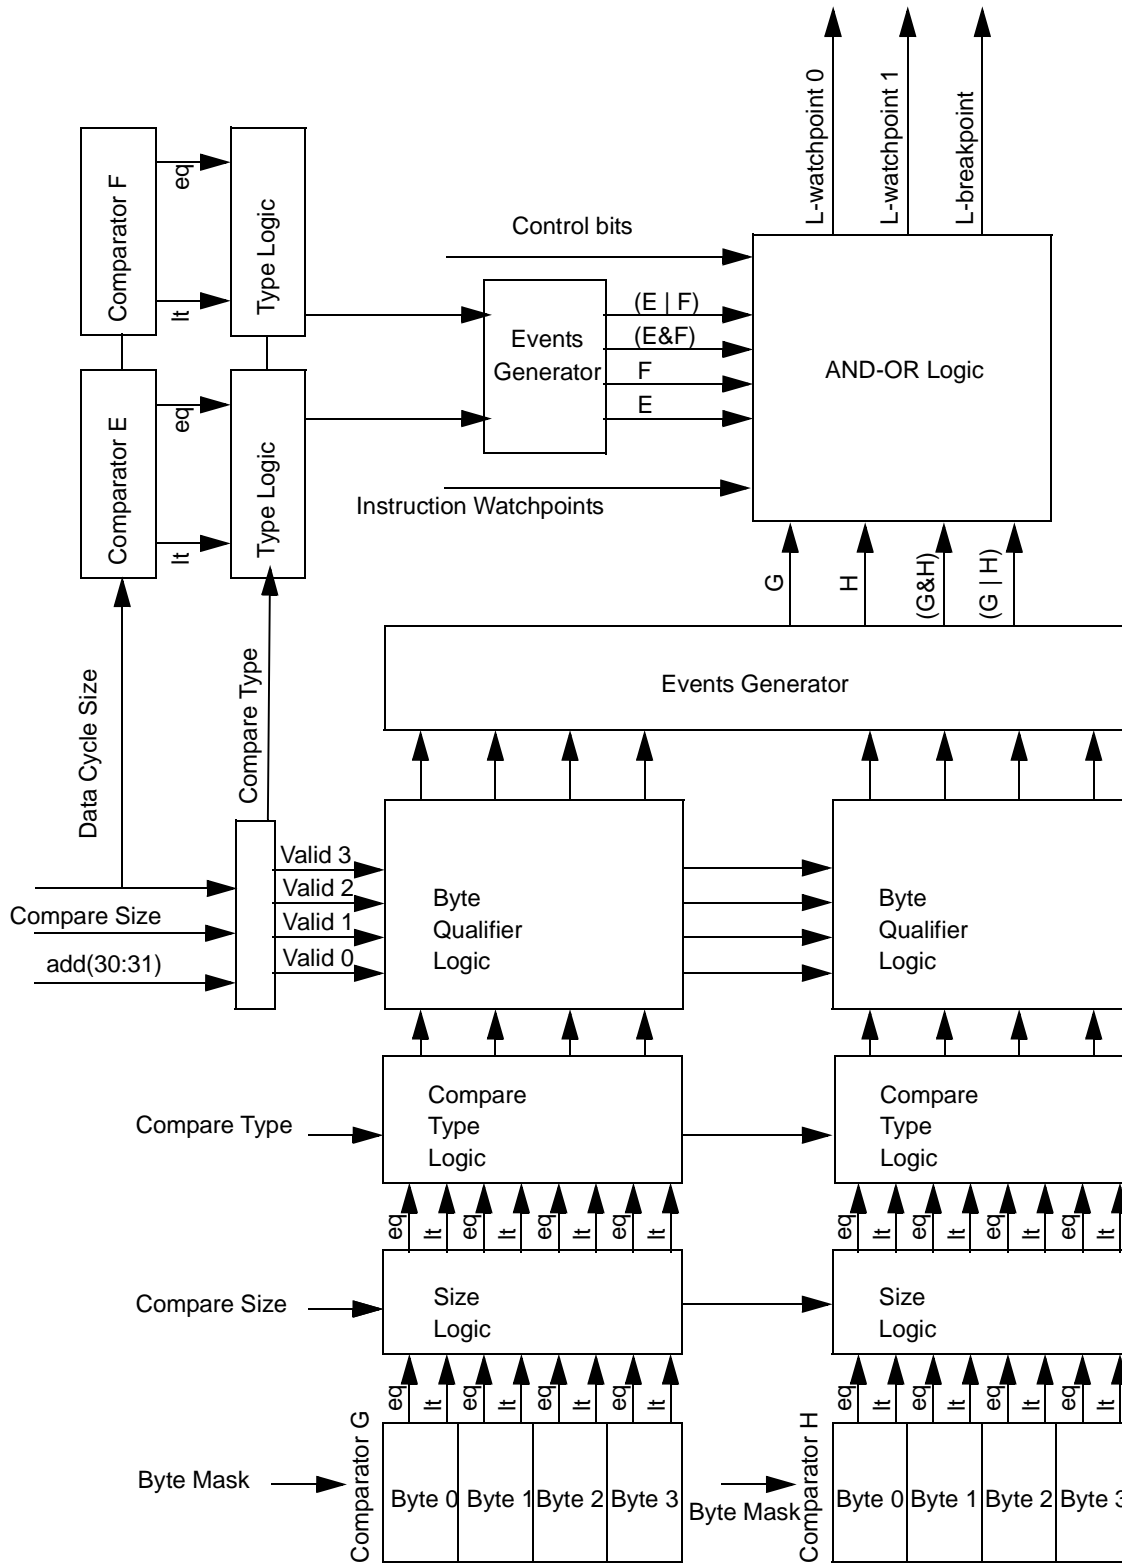 L-watchpoint 0
L-watchpoint 1
L-breakpoint
Comparator F
eq
lt
Type Logic
Control bits
(E | F)
(E&F)
F
E
Events
Generator
AND-OR Logic
Comparator E
eq
lt
Type Logic
Instruction Watchpoints
G
H
(G&H)
(G | H)
Data Cycle Size
Compare Type
Events Generator
Valid 3
Valid 2
Valid 1
Valid 0
Compare Size
add(30:31)
Byte
Qualifier
Logic
Byte
Qualifier
Logic
Compare Type
Compare
Type
Logic
Compare
Type
Logic
eq
lt
eq
lt
eq
lt
eq
lt
eq
lt
eq
lt
eq
lt
eq
lt
Compare Size
Size
Logic
Size
Logic
eq
lt
eq
lt
eq
lt
eq
lt
eq
lt
eq
lt
eq
lt
eq
lt
Byte Mask
Comparator G
Byte 0
Byte 1
Byte 2
Byte 3
Byte Mask
Comparator H
Byte 0
Byte 1
Byte 2
Byte 3